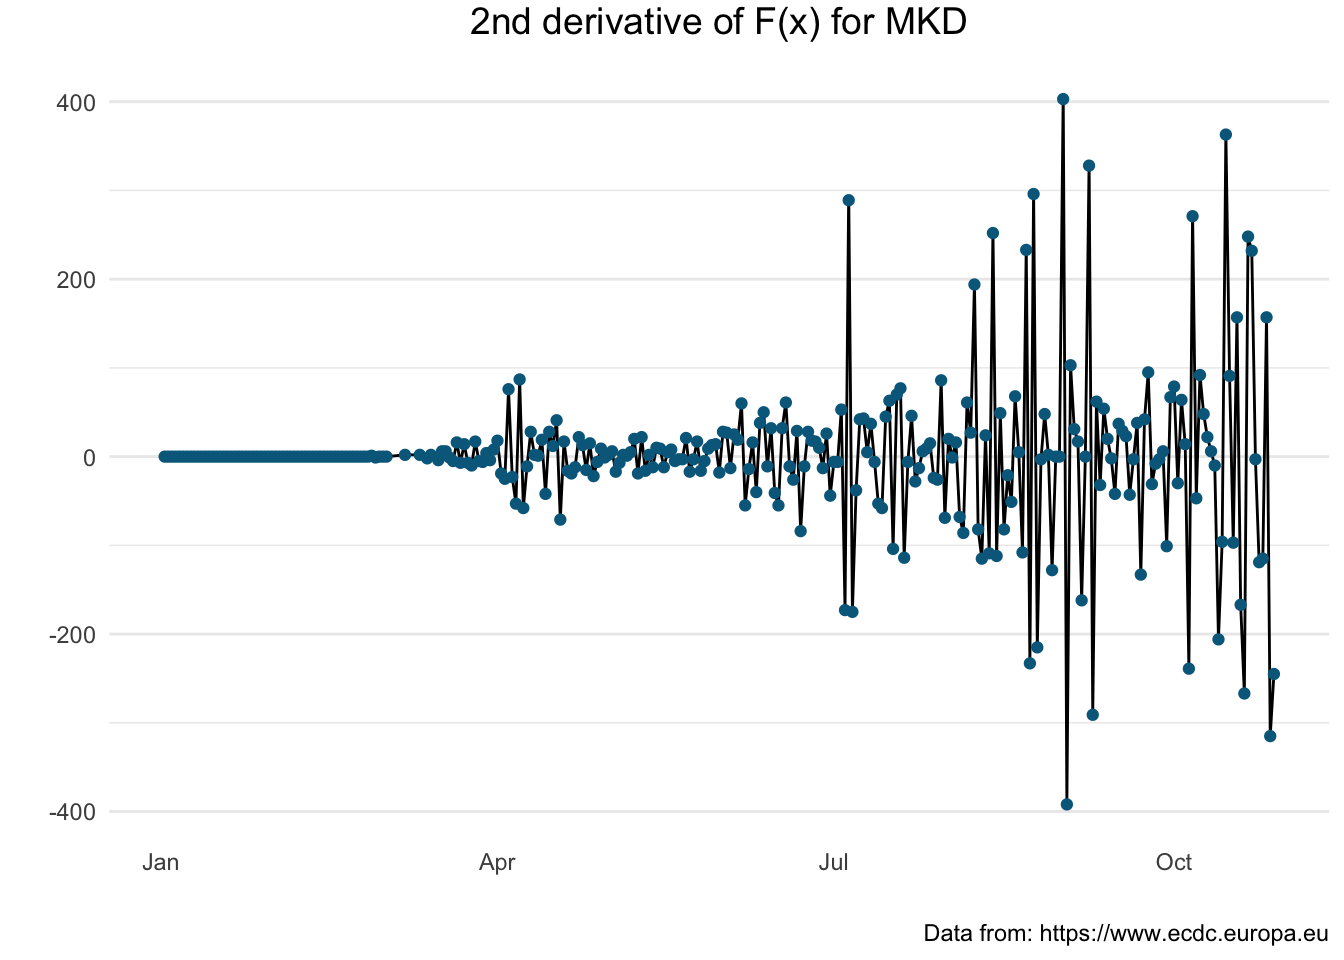 2nd derivative of F(x) for MKD
400
200
0
-200
-400
Jan Apr Jul Oct
Data from: https://www.ecdc.europa.eu